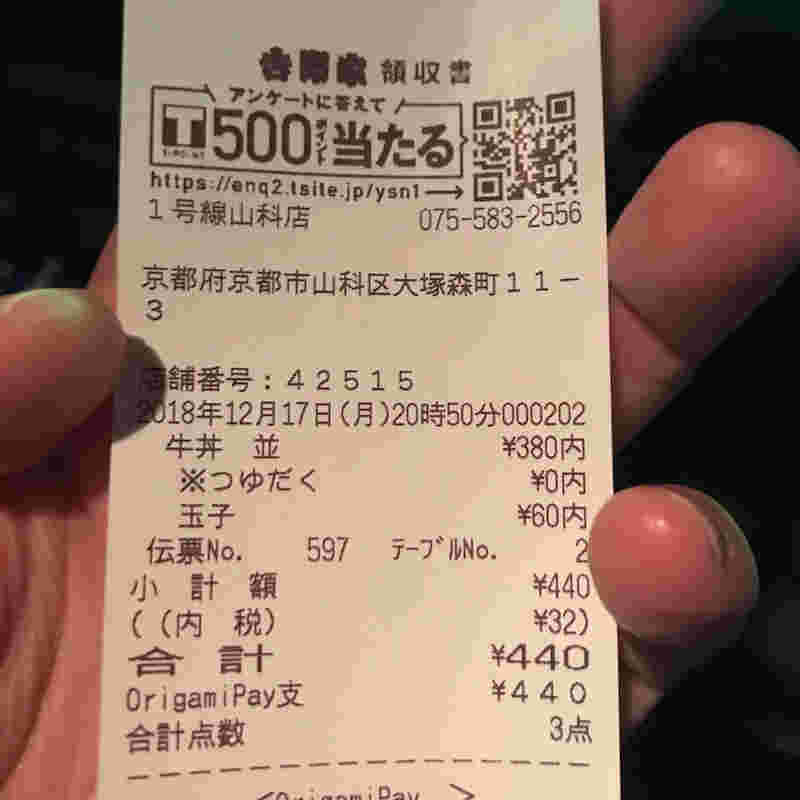 吉野家 領収書
アンケートに答えて
T 500ポイント当たる
T-POINT
https://enq2.tsite.jp/ysn1→
1号線山科店 075-583-2556
京都府京都市山科区大塚森町11-
3
店舗番号:42515
2018年12月17日(月)20時50分000202
牛丼 並 ¥380内
※つゆだく ¥0内
玉子 ¥60内
伝票No. 597 テーブルNo. 2
小計額 ¥440
((内 税) ¥32)
合計 ¥440
OrigamiPay支 ¥440
合計点数 3点
<OrigamiPay >